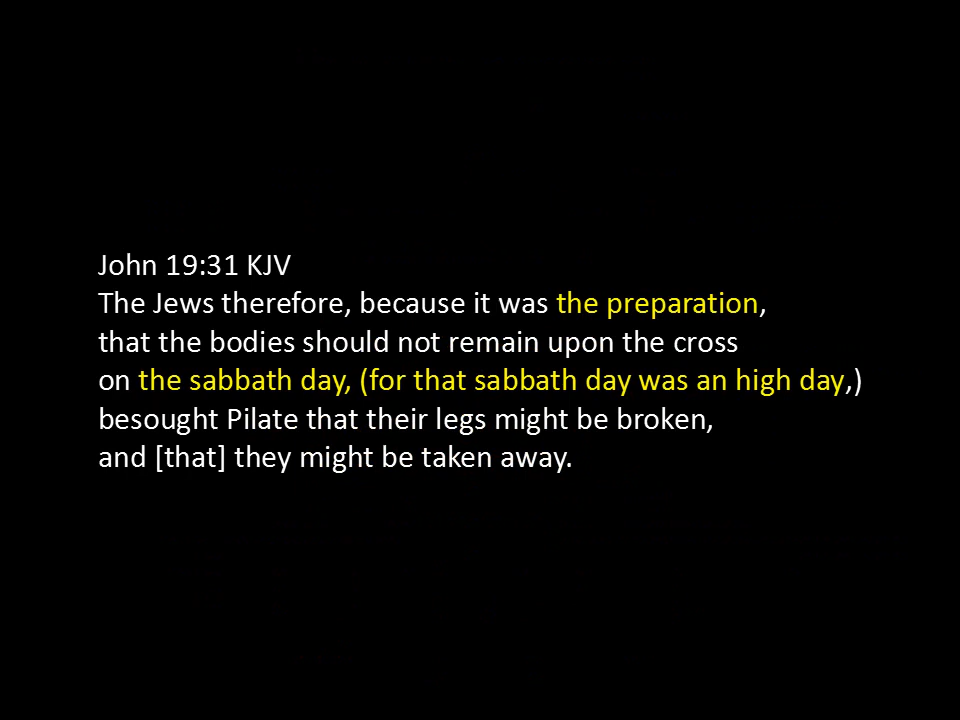 John 19:31 KJV
The Jews therefore, because it was the preparation,
that the bodies should not remain upon the cross
on the sabbath day, (for that sabbath day was an high day,)
besought Pilate that their legs might be broken,
and [that] they might be taken away.